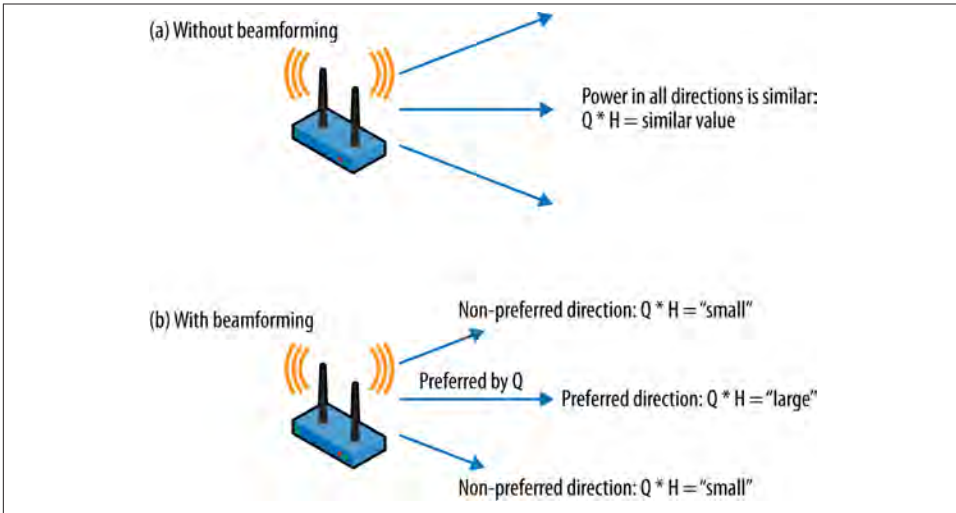 (a) Without beamforming
Power in all directions is similar:
Q * H = similar value
Non-preferred direction: Q * H = “small”
(b) With beamforming
Preferred by Q
Preferred direction: Q * H = “large”
Non-preferred direction: Q * H = “small”